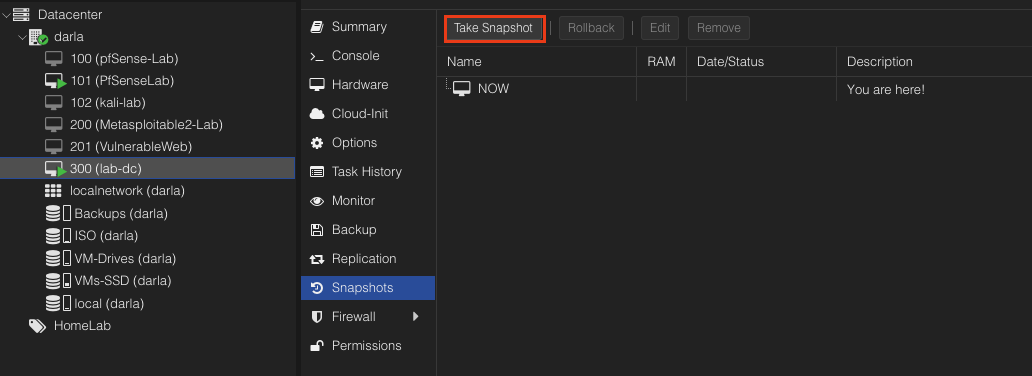 Datacenter
darla
100 (pfSense-Lab)
101 (PfSenseLab)
102 (kali-lab)
200 (Metasploitable2-Lab)
201 (VulnerableWeb)
300 (lab-dc)
localnetwork (darla)
Backups (darla)
ISO (darla)
VM-Drives (darla)
VMs-SSD (darla)
local (darla)
HomeLab
Summary
Console
Hardware
Cloud-Init
Options
Task History
Monitor
Backup
Replication
Snapshots
Firewall
Permissions
Take Snapshot Rollback Edit Remove
Name RAM Date/Status Description
NOW You are here!